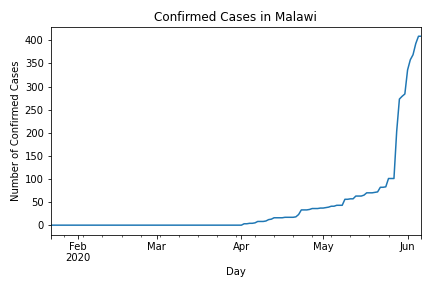 Confirmed Cases in Malawi
Number of Confirmed Cases
400
350
300
250
200
150
100
50
0
Feb
2020
Mar
Apr
May
Jun
Day